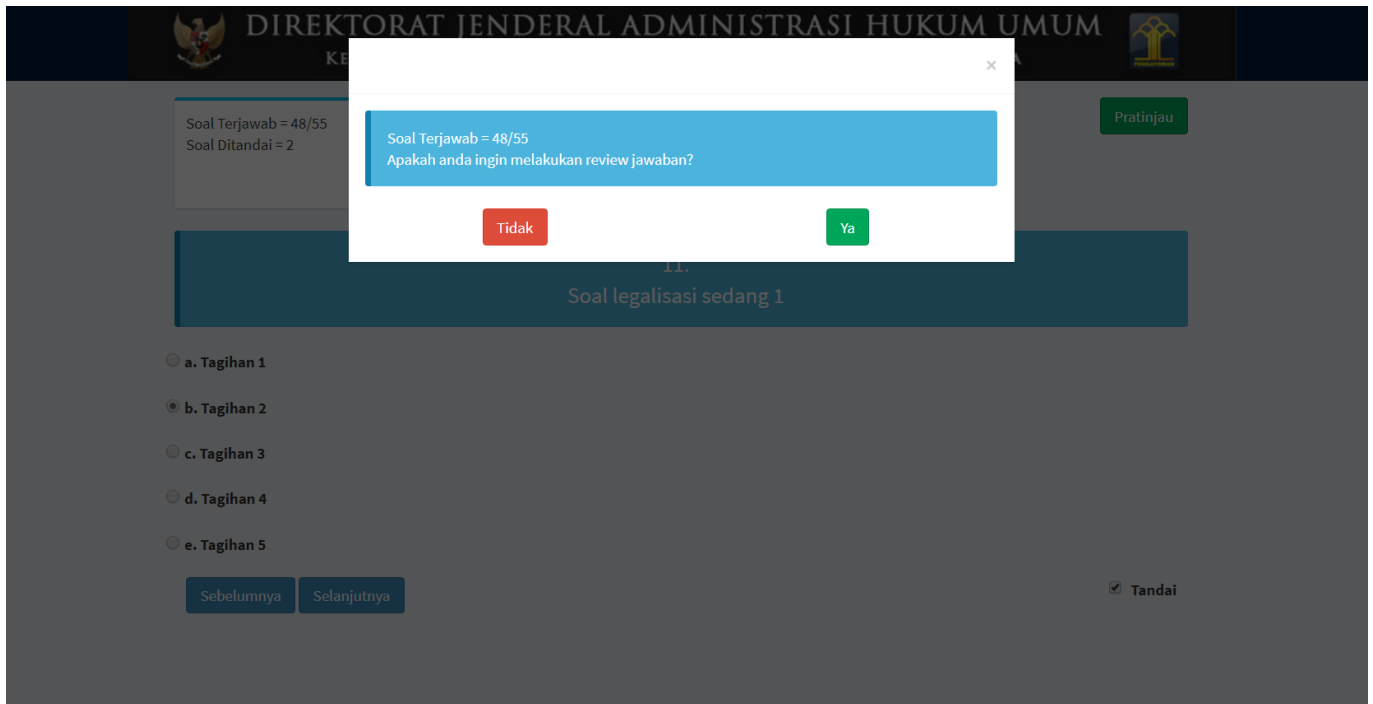 DIREKTORAT JENDERAL ADMINISTRASI HUKUM UMUM
×
Soal Terjawab = 48/55
Soal Ditandai = 2
Pratinjau
Soal Terjawab = 48/55
Apakah anda ingin melakukan review jawaban?
Tidak
Ya
11.
Soal legalisasi sedang 1
a. Tagihan 1
b. Tagihan 2
c. Tagihan 3
d. Tagihan 4
e. Tagihan 5
Sebelumnya
Selanjutnya
Tandai